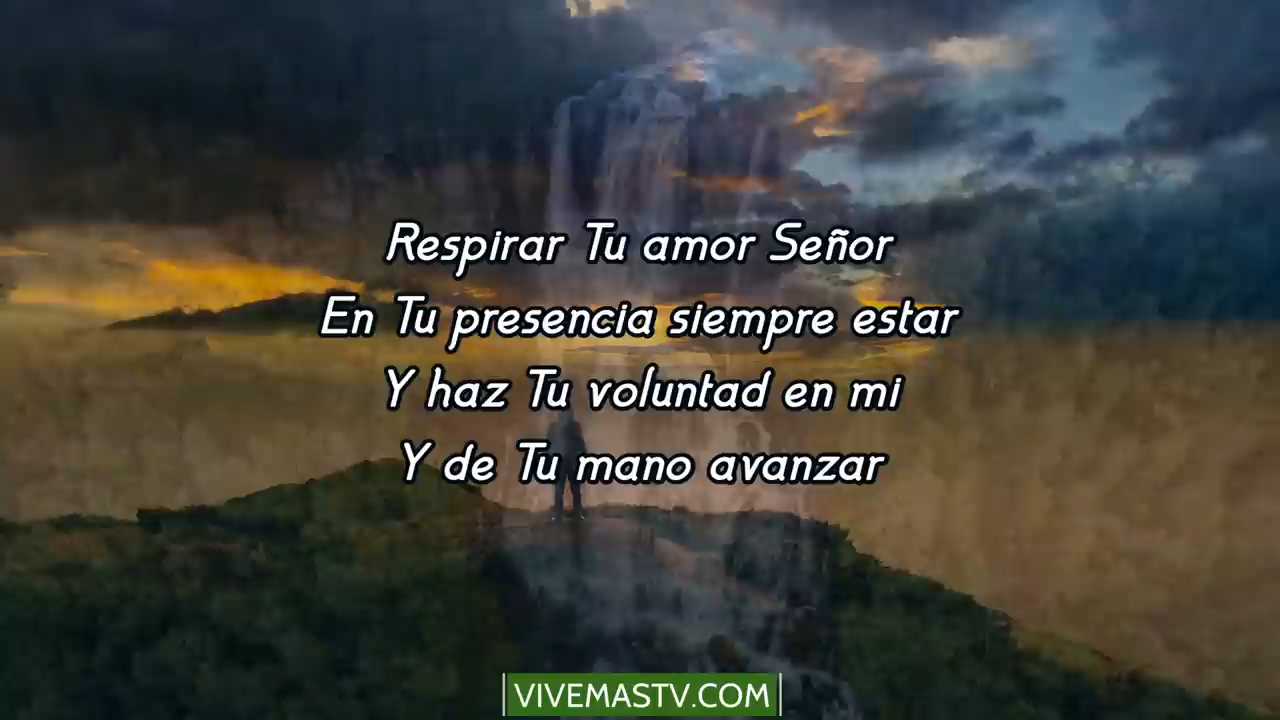 Respirar Tu amor Señor
En Tu presencia siempre estar
Y haz Tu voluntad en mi
Y de Tu mano avanzar
VIVEMASTV.COM